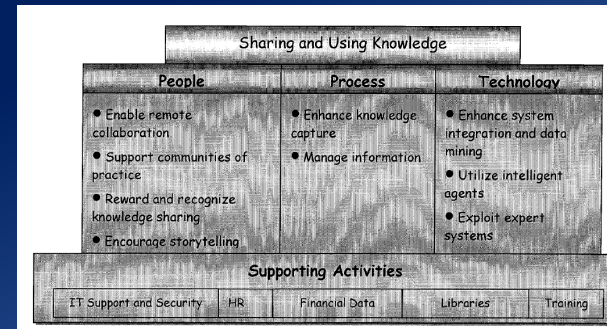 Sharing and Using Knowledge
People
Process
Technology
• Enable remote
collaboration
• Support communities of
practice
• Reward and recognize
knowledge sharing
• Encourage storytelling
• Enhance knowledge
capture
• Manage information
• Enhance system
integration and data
mining
• Utilize intelligent
agents
• Exploit expert
systems
Supporting Activities
IT Support and Security
HR
Financial Data
Libraries
Training